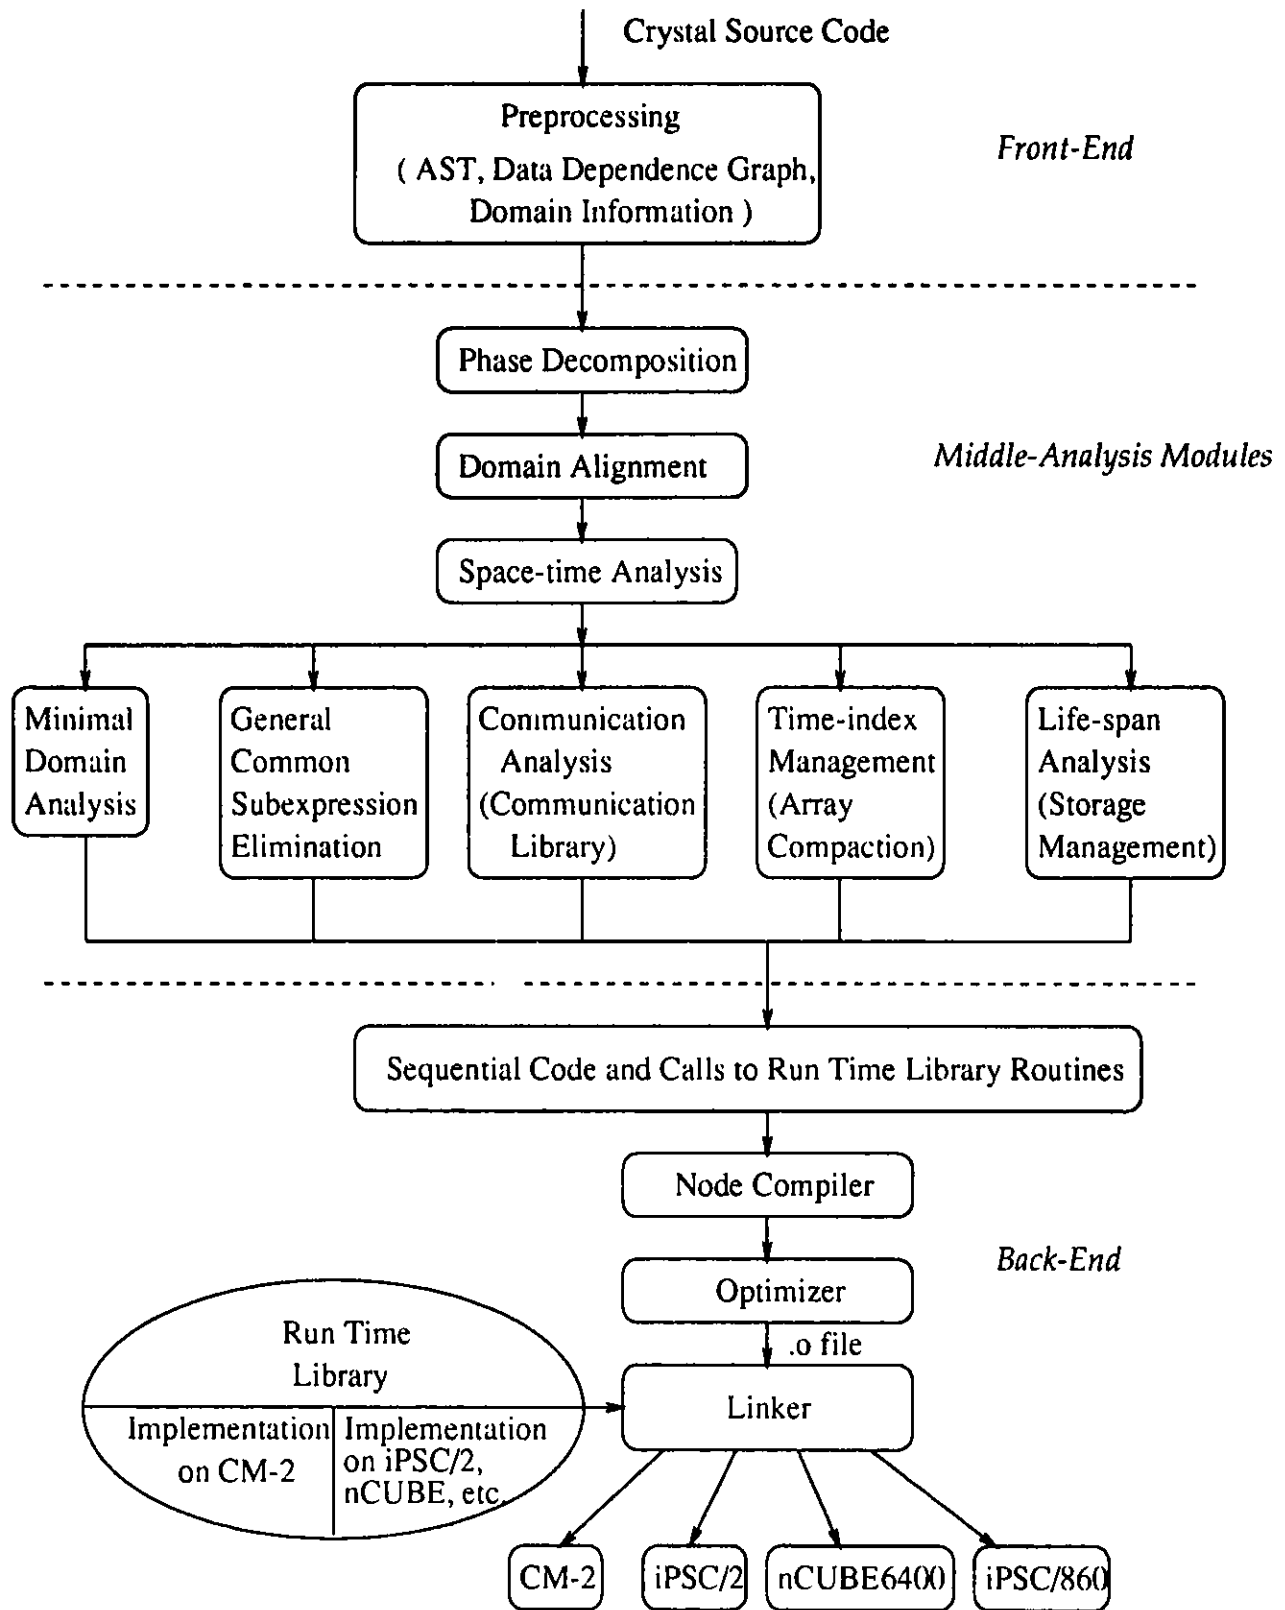 Crystal Source Code
Preprocessing
( AST, Data Dependence Graph,
Domain Information )
Front-End
Phase Decomposition
Domain Alignment
Middle-Analysis Modules
Space-time Analysis
Minimal
Domain
Analysis
General
Common
Subexpression
Elimination
Communication
Analysis
(Communication
Library)
Time-index
Management
(Array
Compaction)
Life-span
Analysis
(Storage
Management)
Sequential Code and Calls to Run Time Library Routines
Node Compiler
Back-End
Optimizer
.o file
Run Time
Library
Implementation
on CM-2
Implementation
on iPSC/2,
nCUBE, etc.
Linker
CM-2
iPSC/2
nCUBE6400
iPSC/860